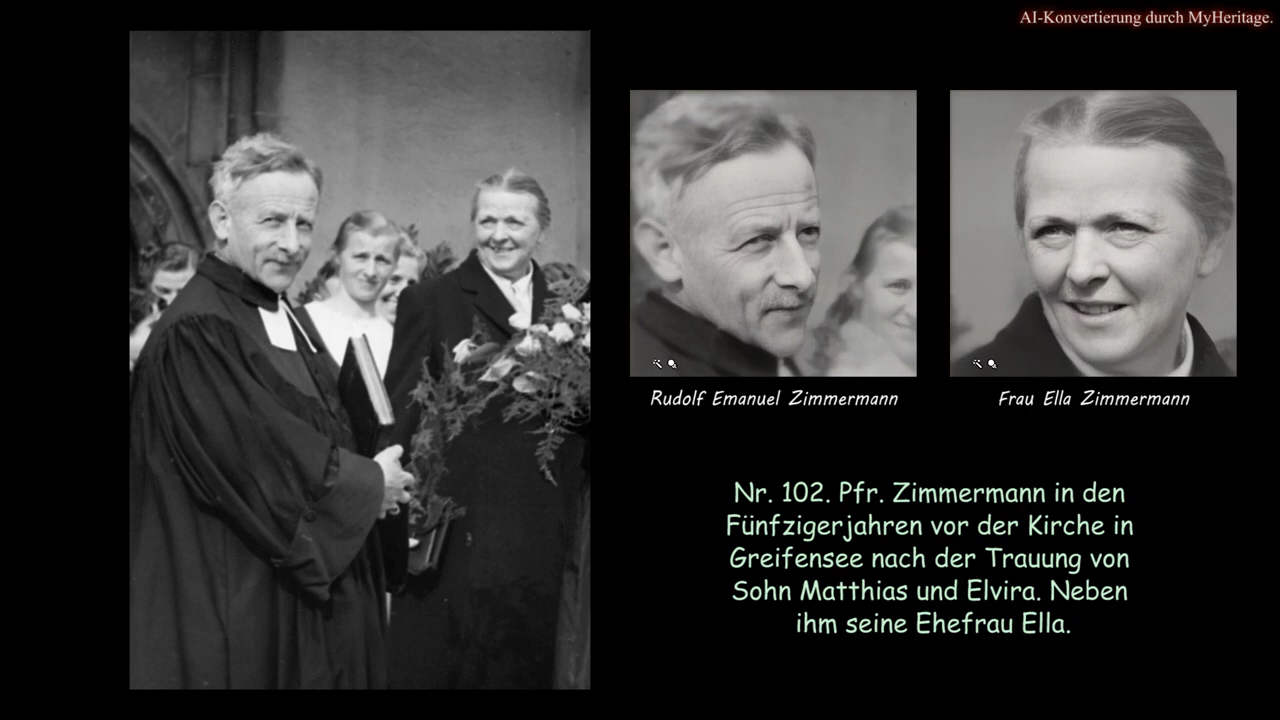 AI-Konvertierung durch MyHeritage.
Rudolf Emanuel Zimmermann
Frau Ella Zimmermann
Nr. 102. Pfr. Zimmermann in den
Fünfzigerjahren vor der Kirche in
Greifensee nach der Trauung von
Sohn Matthias und Elvira. Neben
ihm seine Ehefrau Ella.